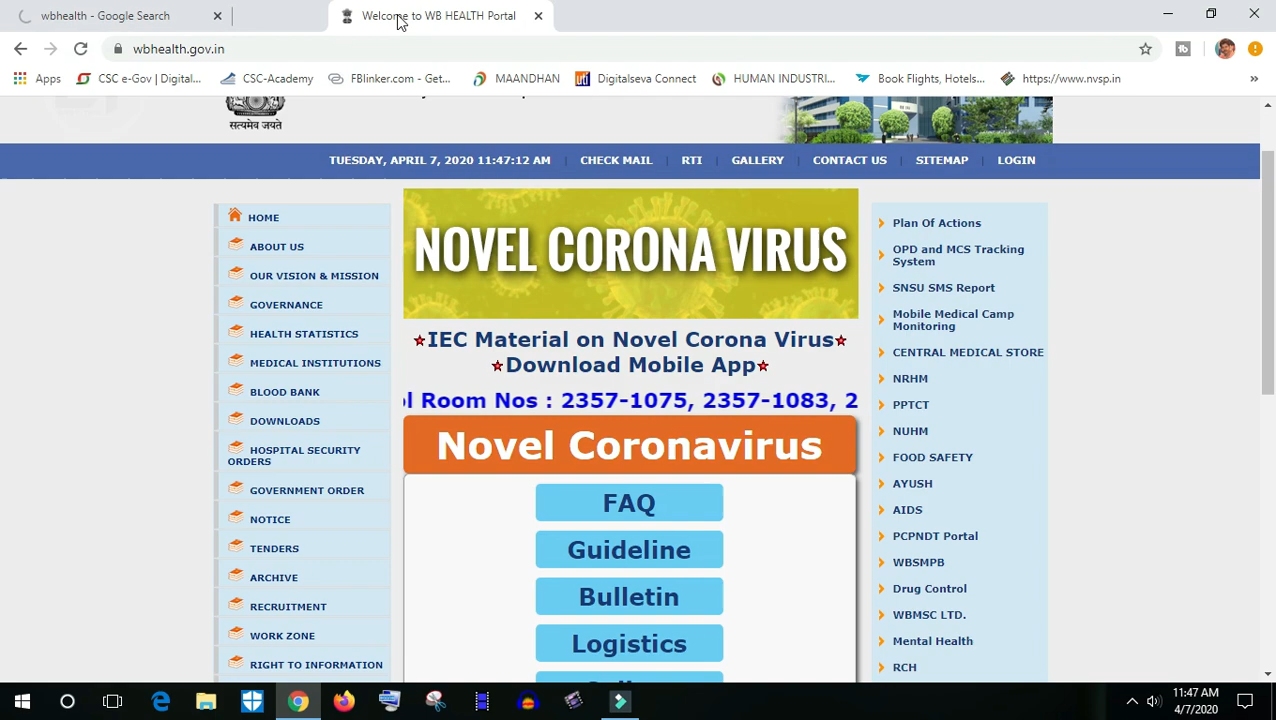 wbhealth - Google Search
Welcome to WB HEALTH Portal
wbhealth.gov.in
Apps
CSC e-Gov | Digital...
CSC-Academy
FBlinker.com - Get...
MAANDHAN
Digitalseva Connect
HUMAN INDUSTRI...
Book Flights, Hotels...
https://www.nvsp.in
सत्यमेव जयते
TUESDAY, APRIL 7, 2020 11:47:12 AM
CHECK MAIL
RTI
GALLERY
CONTACT US
SITEMAP
LOGIN
HOME
ABOUT US
OUR VISION & MISSION
GOVERNANCE
HEALTH STATISTICS
MEDICAL INSTITUTIONS
BLOOD BANK
DOWNLOADS
HOSPITAL SECURITY
ORDERS
GOVERNMENT ORDER
NOTICE
TENDERS
ARCHIVE
RECRUITMENT
WORK ZONE
RIGHT TO INFORMATION
NOVEL CORONA VIRUS
IEC Material on Novel Corona Virus
Download Mobile App
Room Nos : 2357-1075, 2357-1083, 2
Novel Coronavirus
FAQ
Guideline
Bulletin
Logistics
Plan Of Actions
OPD and MCS Tracking
System
SNSU SMS Report
Mobile Medical Camp
Monitoring
CENTRAL MEDICAL STORE
NRHM
PPTCT
NUHM
FOOD SAFETY
AYUSH
AIDS
PCPNDT Portal
WBSMPB
Drug Control
WBMSC LTD.
Mental Health
RCH
11:47 AM
4/7/2020